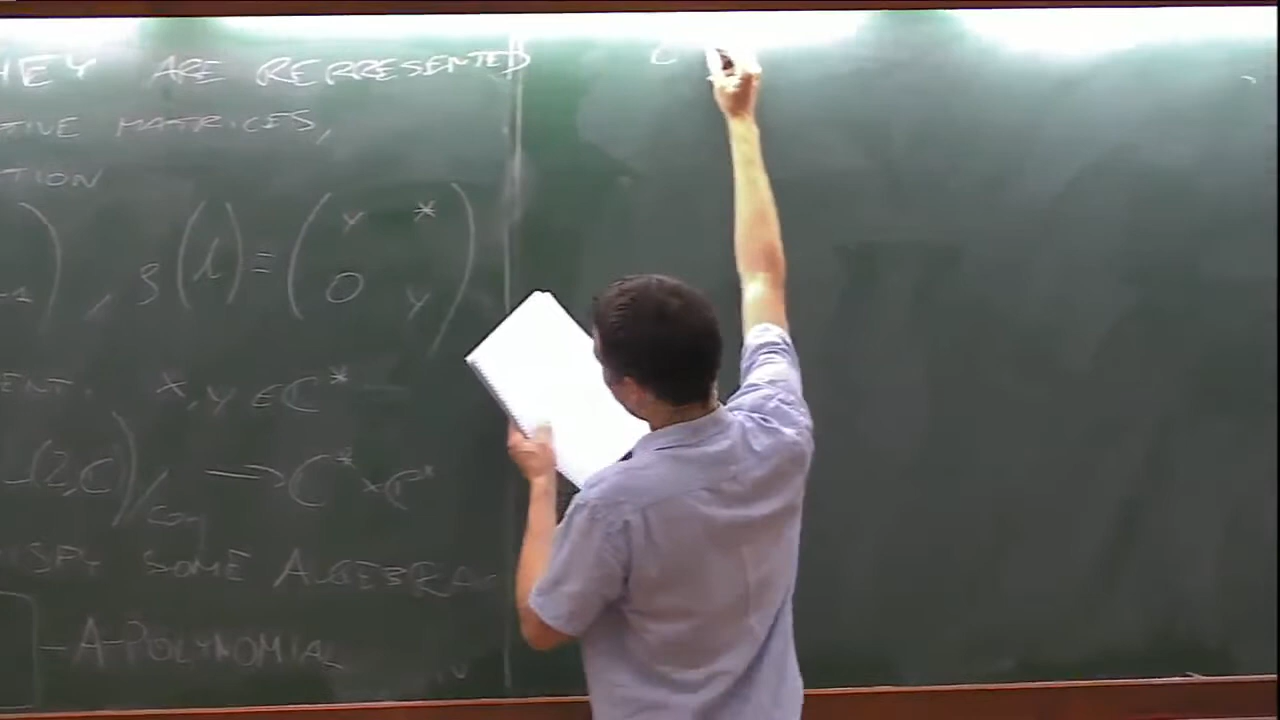 HEY ARE REPRESENTED
TIVE MATRICES,
TION
) , ρ(l) = ( y * 0 y )
ENT. x,y ∈ C* 
L(2,C)/conj → C* × C*
ISFY SOME ALGEBRA
- A-POLYNOMIAL